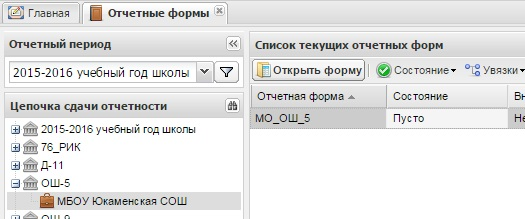 Главная
Отчетные формы
Отчетный период
2015-2016 учебный год школы
Цепочка сдачи отчетности
2015-2016 учебный год школы
76_РИК
Д-11
ОШ-5
МБОУ Юкаменская СОШ
ОШ-9
Список текущих отчетных форм
Открыть форму Состояние Увязки
Отчетная форма Состояние Вн
МО_ОШ_5 Пусто Не